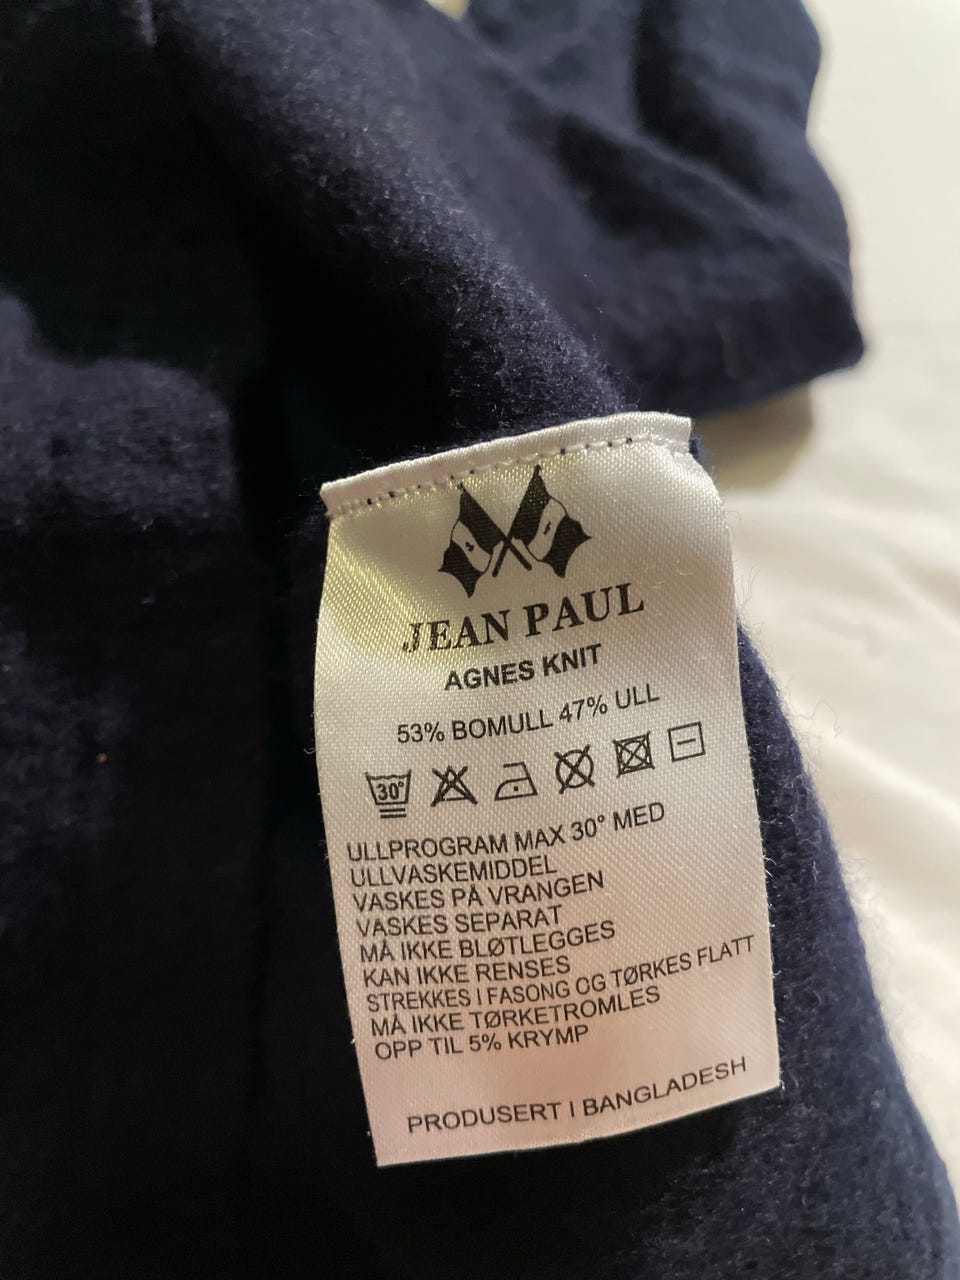 JEAN PAUL
AGNES KNIT
53% BOMULL 47% ULL
30°
ULLPROGRAM MAX 30° MED
ULLVASKEMIDDEL
VASKES PÅ VRANGEN
VASKES SEPARAT
MÅ IKKE BLØTLEGGES
KAN IKKE RENSES
STREKKES I FASONG OG TØRKES FLATT
MÅ IKKE TØRKETROMLES
OPP TIL 5% KRYMP
PRODUSERT I BANGLADESH